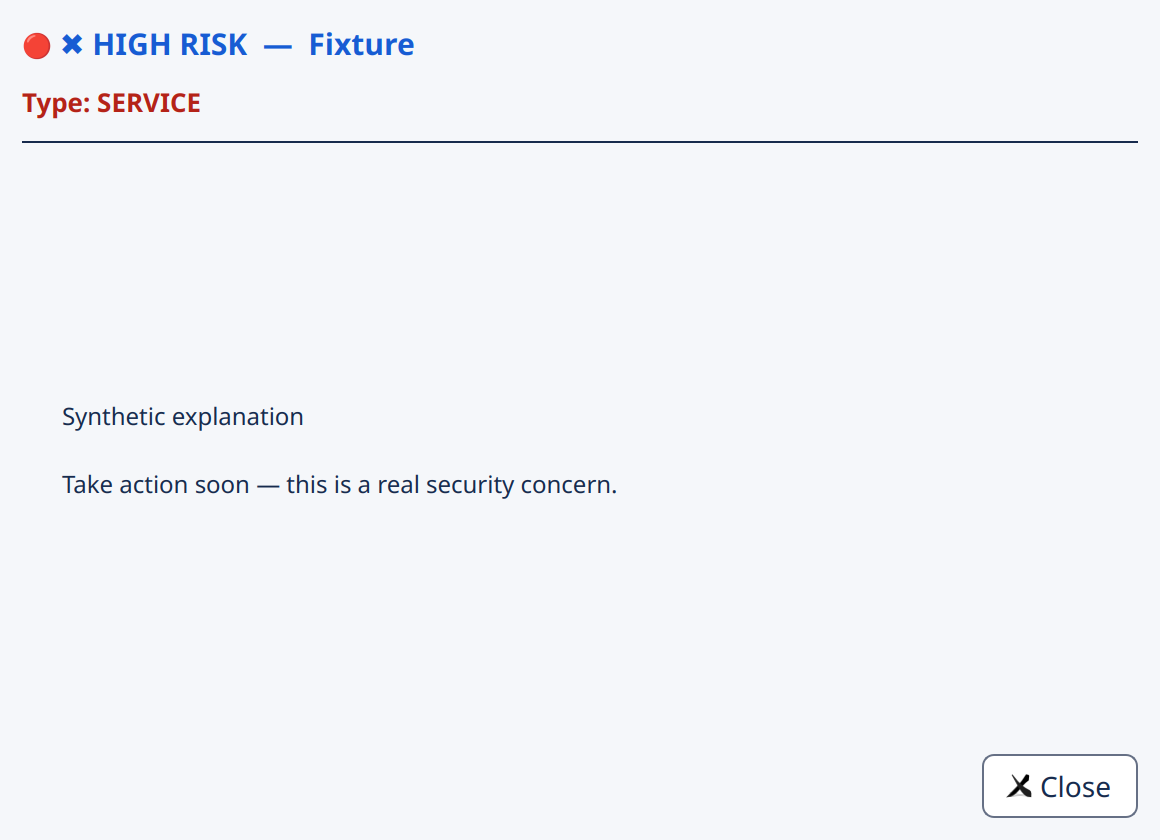 🔴 ✖ HIGH RISK — Fixture
Type: SERVICE
Synthetic explanation
Take action soon — this is a real security concern.
✗ Close